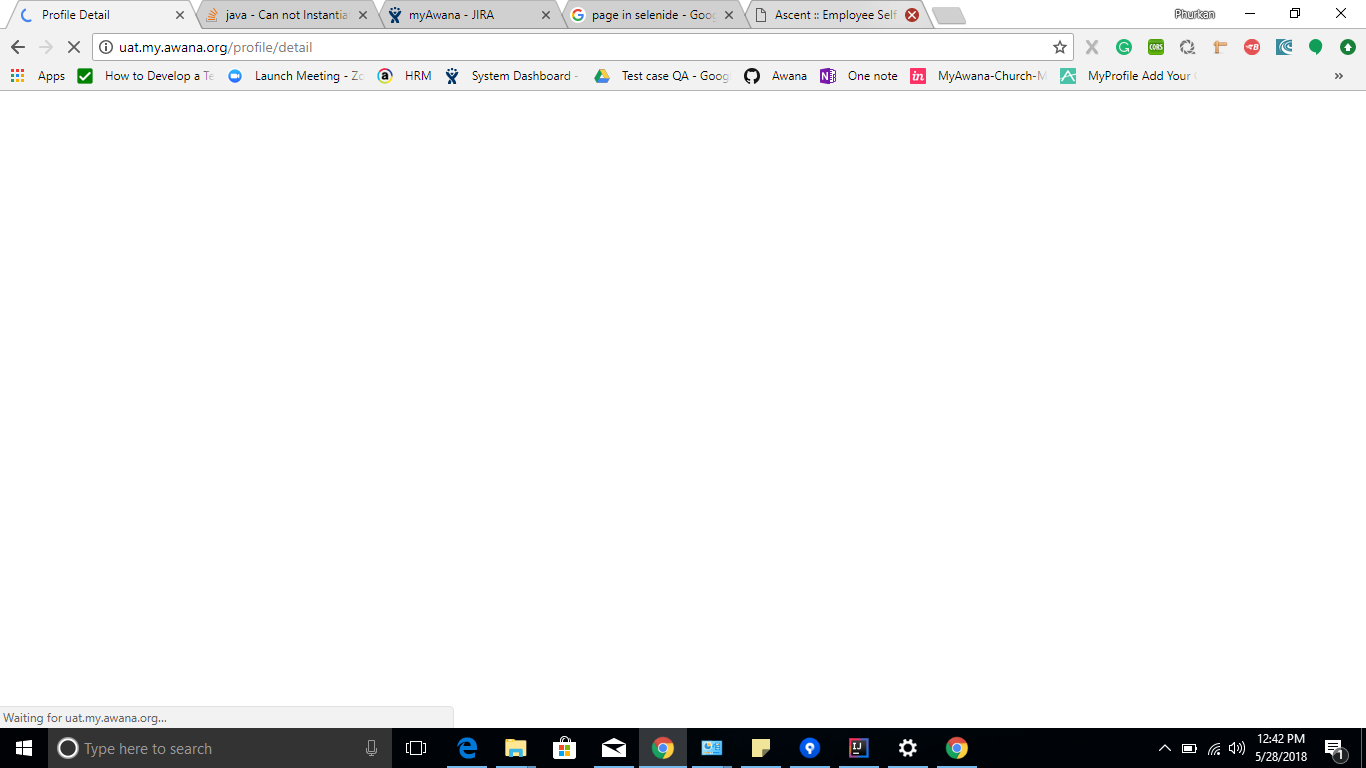 Profile Detail
java - Can not Instantia
myAwana - JIRA
page in selenide - Goog
Ascent :: Employee Self
Phurkan
uat.my.awana.org/profile/detail
CORS
Apps
How to Develop a Te
Launch Meeting - Zo
HRM
System Dashboard -
Test case QA - Googl
Awana
One note
MyAwana-Church-M
MyProfile Add Your
Waiting for uat.my.awana.org...
Type here to search
12:42 PM
5/28/2018
1